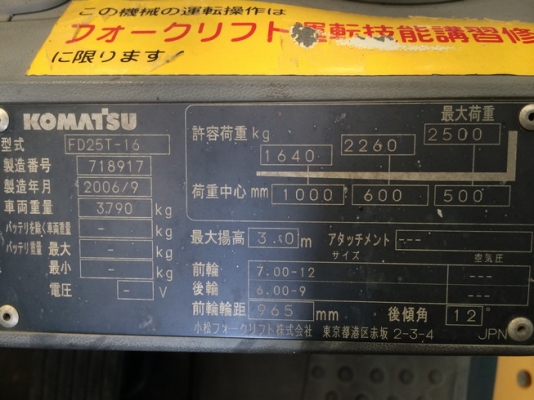 この機械の運転操作は
フォークリフト運転技能講習修
に限ります!
KOMATSU
型式 FD25T-16
製造番号 718917
製造年月 2006/9
車両重量 3790 kg
バッテリを除く車両重量 - kg
バッテリ重量 最大 - kg
最小 - kg
電圧 - V
最大荷重
許容荷重 kg 1640 2260 2500
荷重中心 mm 1000 600 500
最大揚高 3.0 m アタッチメント ---
サイズ 空気圧
前輪 7.00-12 ---
後輪 6.00-9 ---
前輪輪距 965 mm 後傾角 12°
小松フォークリフト株式会社 東京都港区赤坂 2-3-4 JPN